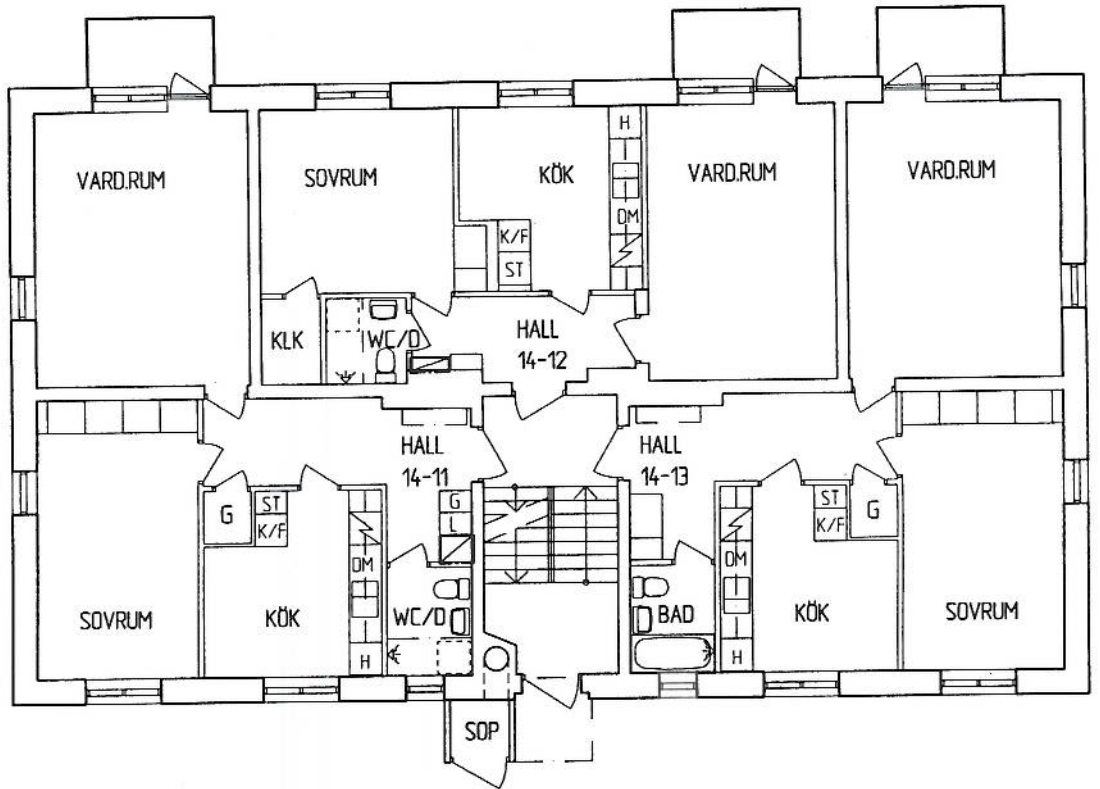 VARD.RUM
SOVRUM
KÖK
H
DM
K/F
ST
VARD.RUM
VARD.RUM
KLK
WC/D
HALL
14-12
HALL
14-11
HALL
14-13
G
ST
K/F
G
L
DM
SOVRUM
KÖK
H
WC/D
BAD
DM
H
ST
K/F
G
KÖK
SOVRUM
SOP